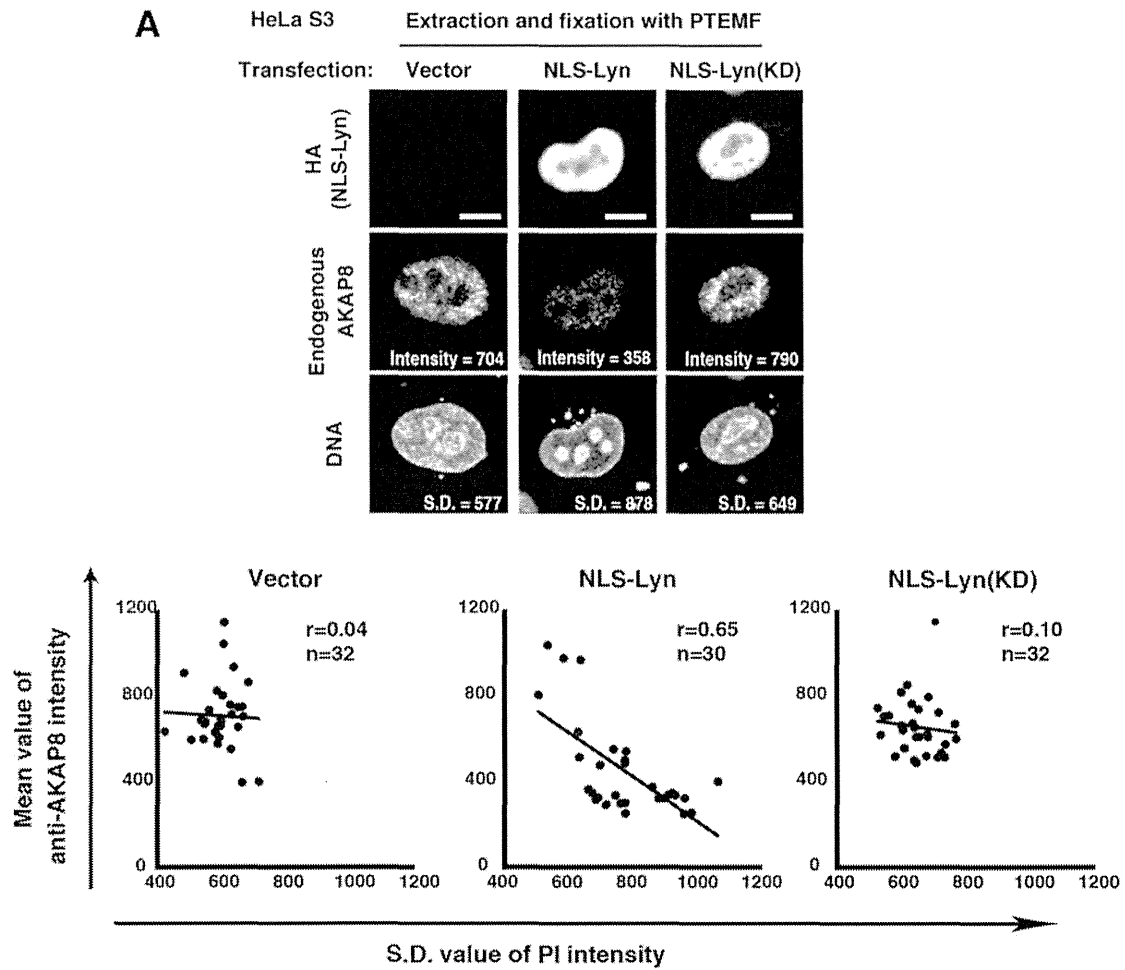 A
HeLa S3
Extraction and fixation with PTEMF
Transfection: Vector NLS-Lyn NLS-Lyn(KD)
HA
(NLS-Lyn)
Endogenous
AKAP8
Intensity = 704 Intensity = 358 Intensity = 790
DNA
S.D. = 577 S.D. = 878 S.D. = 649
Vector NLS-Lyn NLS-Lyn(KD)
Mean value of
anti-AKAP8 intensity
1200
800
400
0
400 600 800 1000 1200
r=0.04
n=32
1200
800
400
0
400 600 800 1000 1200
r=0.65
n=30
1200
800
400
0
400 600 800 1000 1200
r=0.10
n=32
S.D. value of PI intensity